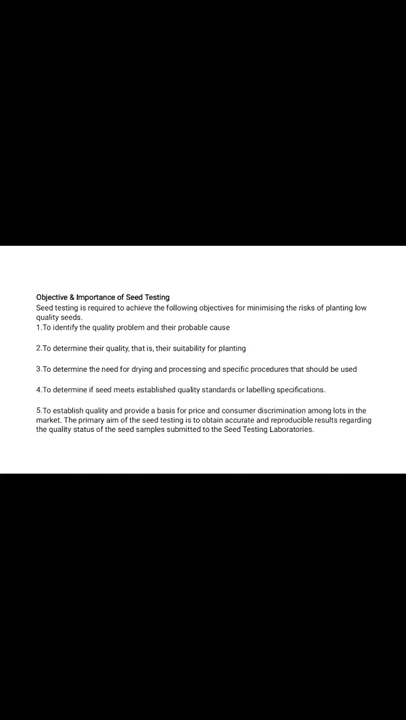 Objective & Importance of Seed Testing
Seed testing is required to achieve the following objectives for minimising the risks of planting low
quality seeds.
1.To identify the quality problem and their probable cause
2.To determine their quality, that is, their suitability for planting
3.To determine the need for drying and processing and specific procedures that should be used
4.To determine if seed meets established quality standards or labelling specifications.
5.To establish quality and provide a basis for price and consumer discrimination among lots in the
market. The primary aim of the seed testing is to obtain accurate and reproducible results regarding
the quality status of the seed samples submitted to the Seed Testing Laboratories.